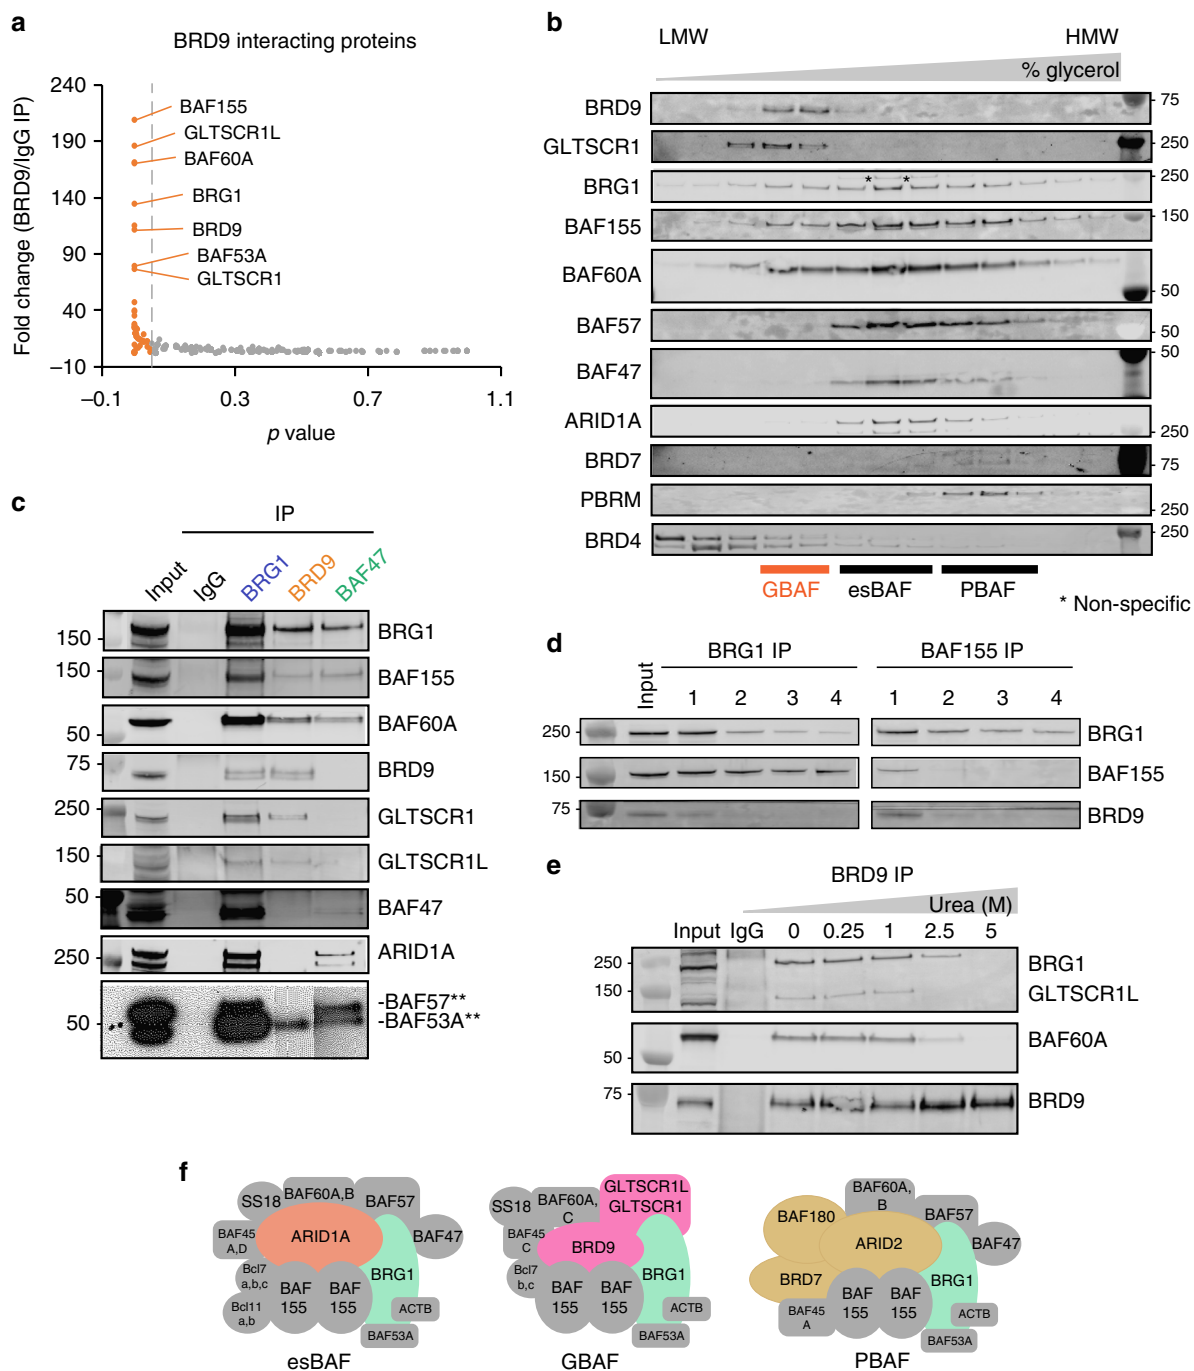 a
BRD9 interacting proteins
Fold change (BRD9/IgG IP)
240
190
140
90
40
−10
−0.1
0.3
0.7
1.1
p value
BAF155
GLTSCR1L
BAF60A
BRG1
BRD9
BAF53A
GLTSCR1
b
LMW
HMW
% glycerol
BRD9
75
GLTSCR1
250
BRG1
* *
250
BAF155
150
BAF60A
50
BAF57
50
BAF47
50
ARID1A
250
BRD7
75
PBRM
250
BRD4
250
GBAF
esBAF
PBAF
* Non-specific
c
IP
Input
IgG
BRG1
BRD9
BAF47
150
BRG1
150
BAF155
50
BAF60A
75
BRD9
250
GLTSCR1
150
GLTSCR1L
50
BAF47
250
ARID1A
50
-BAF57**
-BAF53A**
d
BRG1 IP
BAF155 IP
Input
1 2 3 4
1 2 3 4
250
BRG1
150
BAF155
75
BRD9
e
BRD9 IP
Urea (M)
Input IgG 0 0.25 1 2.5 5
250
BRG1
150
GLTSCR1L
BAF60A
50
75
BRD9
f
SS18
BAF60A,B
BAF57
BAF45
A,D
ARID1A
BAF47
Bcl7
a,b,c
BAF
155
BAF
155
BRG1
Bcl11
a,b
ACTB
BAF53A
esBAF
GLTSCR1L
GLTSCR1
SS18
BAF60A,
C
BAF45
C
BRD9
Bcl7
b,c
BAF
155
BAF
155
BRG1
ACTB
BAF53A
GBAF
BAF60A,
B
BAF180
BAF57
ARID2
BAF47
BRD7
BAF
155
BAF
155
BRG1
BAF45
A
ACTB
BAF53A
PBAF